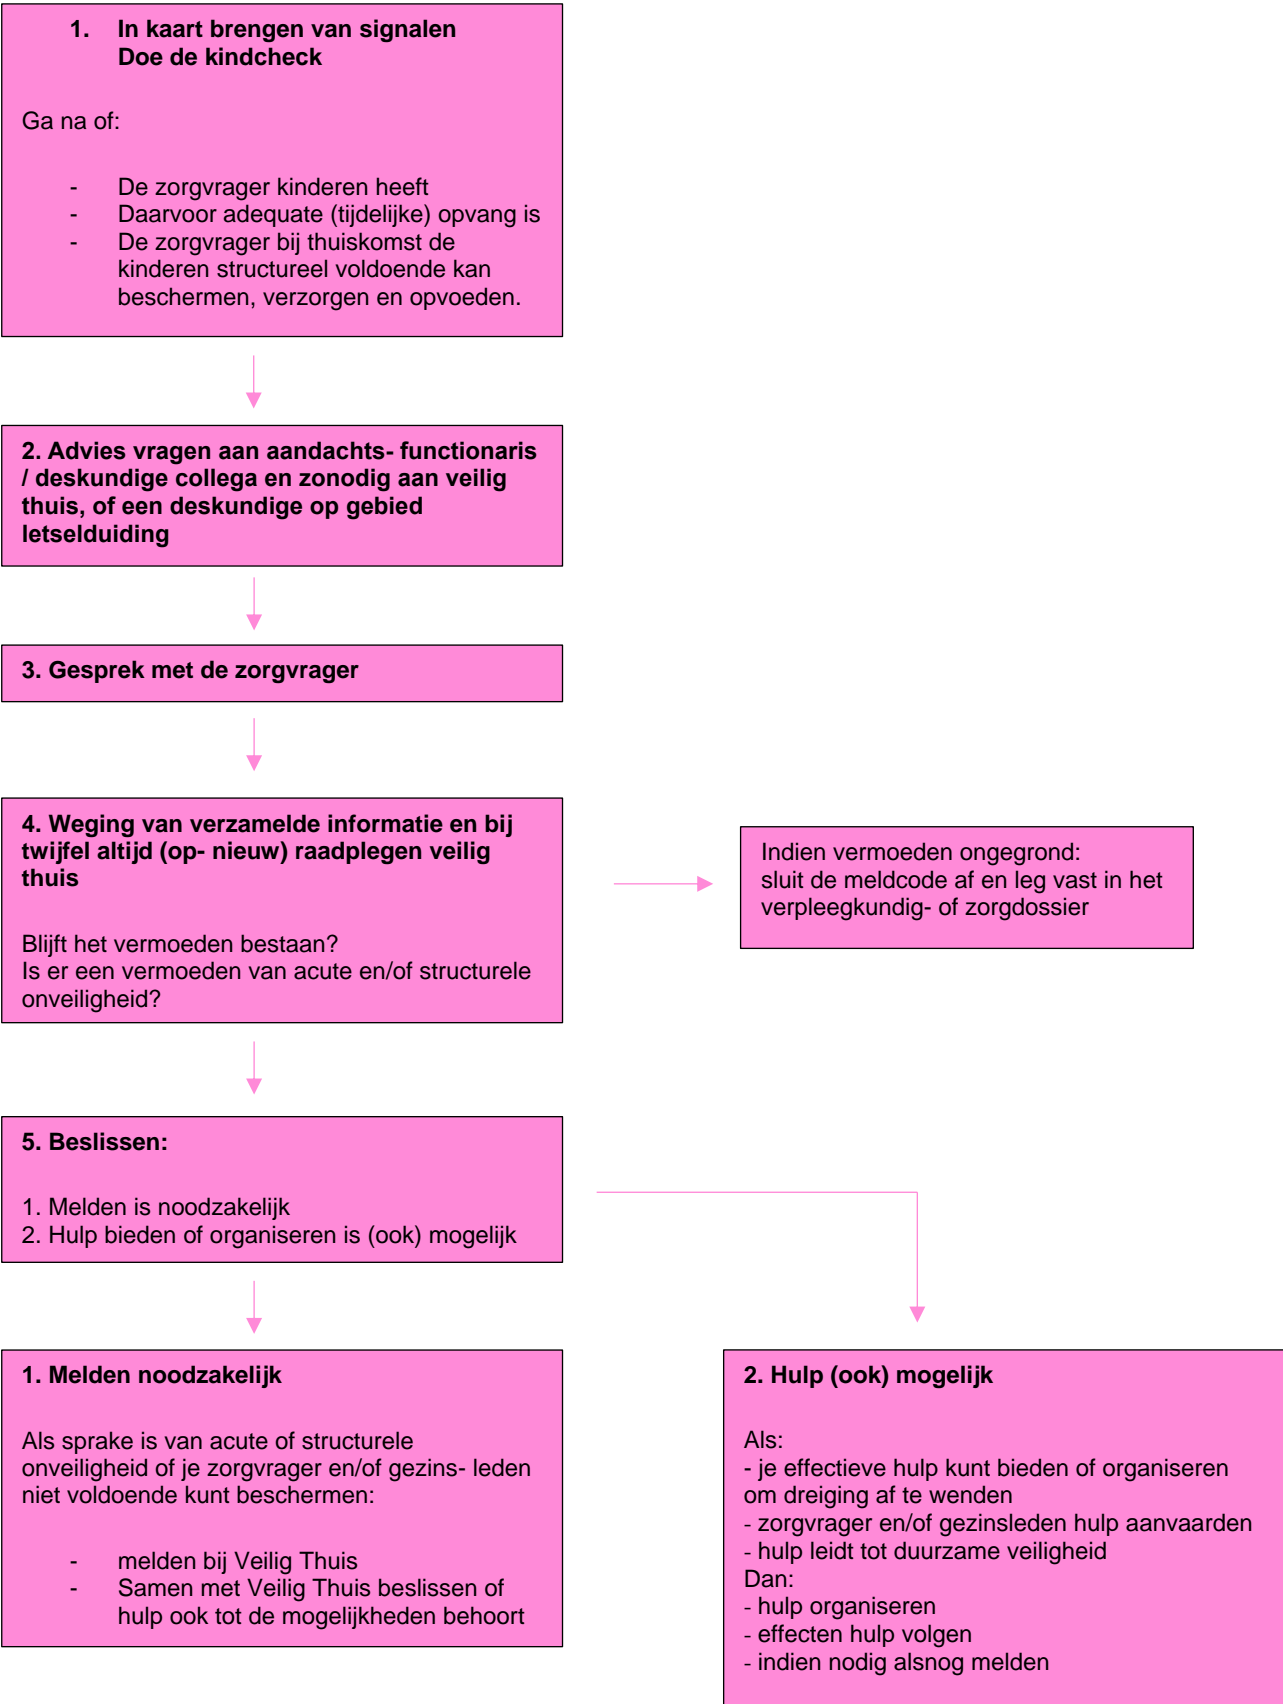 1. In kaart brengen van signalen
Doe de kindcheck
Ga na of:
- De zorgvrager kinderen heeft
- Daarvoor adequate (tijdelijke) opvang is
- De zorgvrager bij thuiskomst de
kinderen structureel voldoende kan
beschermen, verzorgen en opvoeden.
2. Advies vragen aan aandachts- functionaris
/ deskundige collega en zonodig aan veilig
thuis, of een deskundige op gebied
letselduiding
3. Gesprek met de zorgvrager
4. Weging van verzamelde informatie en bij
twijfel altijd (op- nieuw) raadplegen veilig
thuis
Blijft het vermoeden bestaan?
Is er een vermoeden van acute en/of structurele
onveiligheid?
Indien vermoeden ongegrond:
sluit de meldcode af en leg vast in het
verpleegkundig- of zorgdossier
5. Beslissen:
1. Melden is noodzakelijk
2. Hulp bieden of organiseren is (ook) mogelijk
1. Melden noodzakelijk
Als sprake is van acute of structurele
onveiligheid of je zorgvrager en/of gezins- leden
niet voldoende kunt beschermen:
- melden bij Veilig Thuis
- Samen met Veilig Thuis beslissen of
hulp ook tot de mogelijkheden behoort
2. Hulp (ook) mogelijk
Als:
- je effectieve hulp kunt bieden of organiseren
om dreiging af te wenden
- zorgvrager en/of gezinsleden hulp aanvaarden
- hulp leidt tot duurzame veiligheid
Dan:
- hulp organiseren
- effecten hulp volgen
- indien nodig alsnog melden